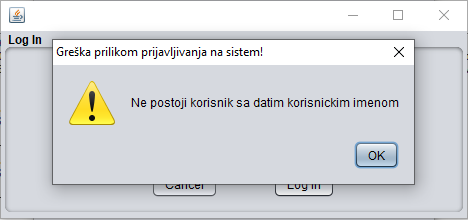 Log In
Greška prilikom prijavljivanja na sistem!
Ne postoji korisnik sa datim korisnickim imenom
OK
Cancel
Log In